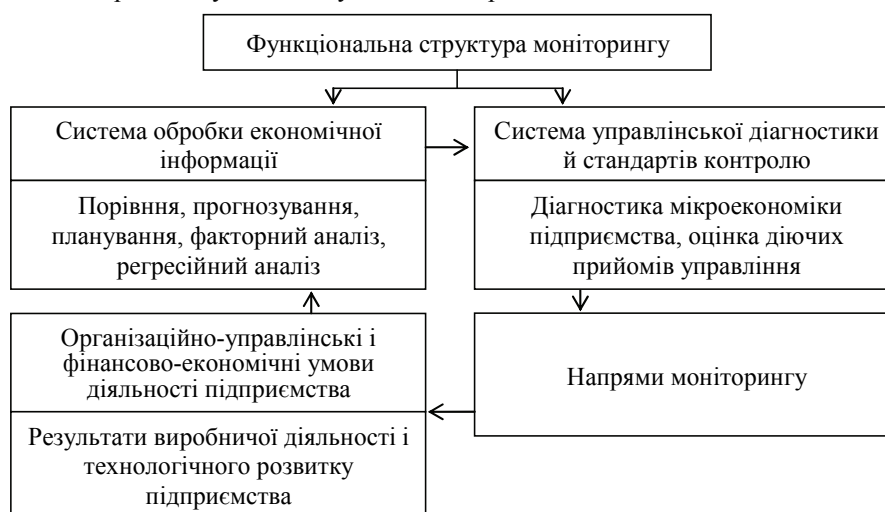 Функціональна структура моніторингу
Система обробки економічної
інформації
Порівння, прогнозування,
планування, факторний аналіз,
регресійний аналіз
Система управлінської діагностики
й стандартів контролю
Діагностика мікроекономіки
підприємства, оцінка діючих
прийомів управління
Організаційно-управлінські і
фінансово-економічні умови
діяльності підприємства
Результати виробничої діяльності і
технологічного розвитку
підприємства
Напрями моніторингу